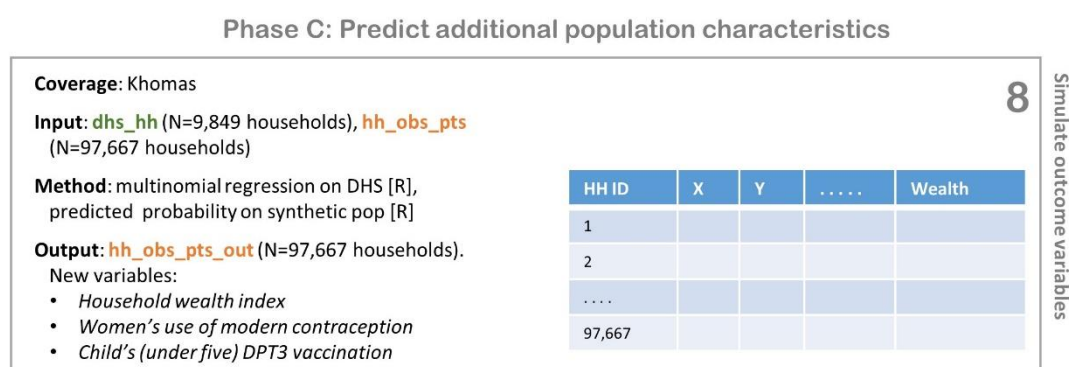 Phase C: Predict additional population characteristics
Coverage: Khomas
Input: dhs_hh (N=9,849 households), hh_obs_pts
(N=97,667 households)
Method: multinomial regression on DHS [R],
predicted probability on synthetic pop [R]
Output: hh_obs_pts_out (N=97,667 households).
New variables:
• Household wealth index
• Women's use of modern contraception
• Child's (under five) DPT3 vaccination
8
HH ID X Y ..... Wealth
1
2
....
97,667
Simulate outcome variables